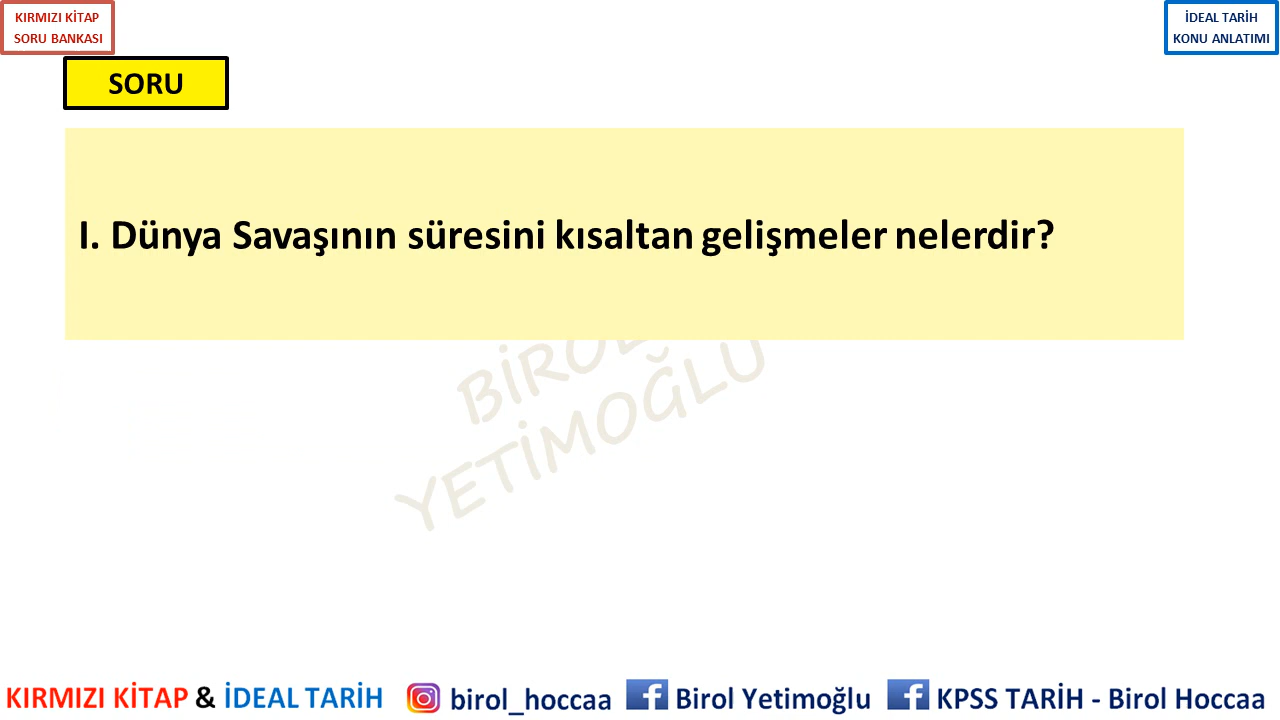 KIRMIZI KİTAP
SORU BANKASI
İDEAL TARİH
KONU ANLATIMI
SORU
I. Dünya Savaşının süresini kısaltan gelişmeler nelerdir?
BİROL
YETİMOĞLU
KIRMIZI KİTAP & İDEAL TARİH birol_hoccaa Birol Yetimoğlu KPSS TARİH - Birol Hoccaa